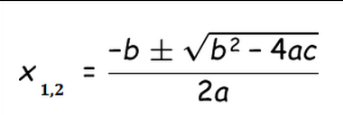 x₁,₂ = (-b ± √(b² - 4ac)) / (2a)